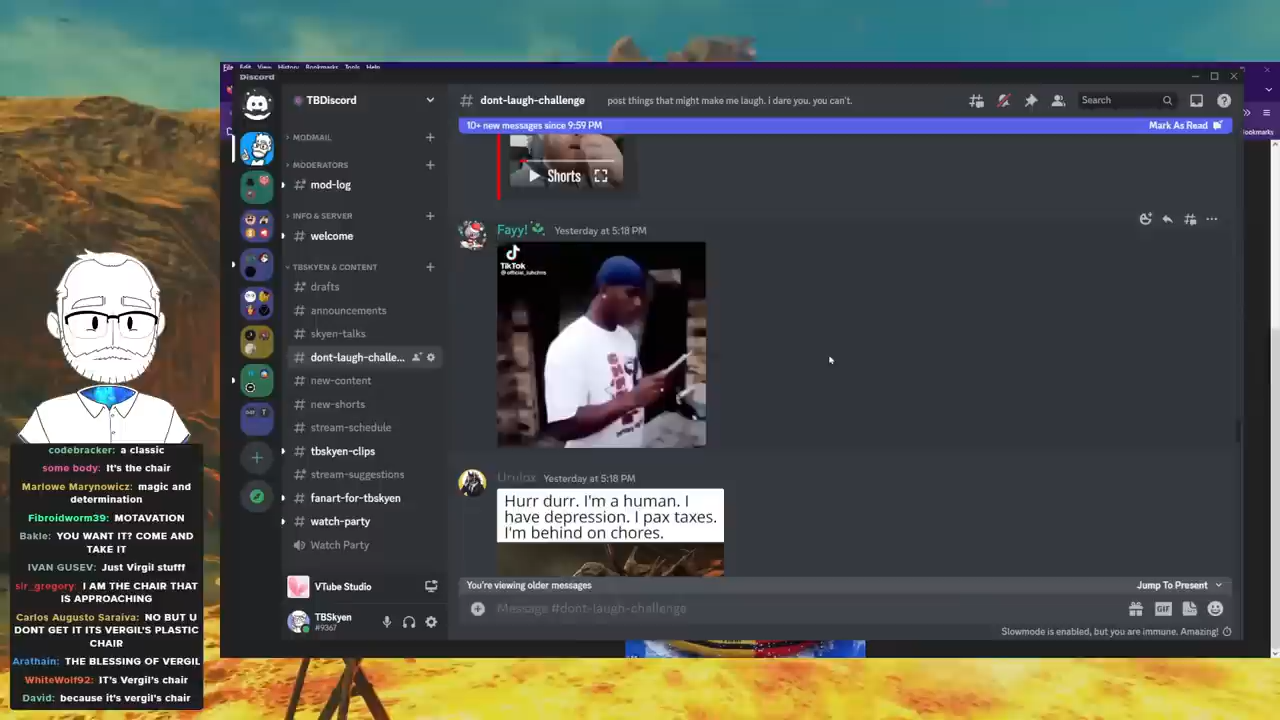 File Edit View History Bookmarks Tools Help
Discord
TBDiscord
# dont-laugh-challenge post things that might make me laugh. i dare you. you can't.
Search
10+ new messages since 9:59 PM
Mark As Read
Bookmarks
MODMAIL
MODERATORS
mod-log
INFO & SERVER
welcome
TBSKYEN & CONTENT
drafts
announcements
skyen-talks
dont-laugh-challe...
new-content
new-shorts
stream-schedule
tbskyen-clips
stream-suggestions
fanart-for-tbskyen
watch-party
Watch Party
VTube Studio
TBSkyen
#9367
Shorts
Fayy! Yesterday at 5:18 PM
TikTok
Urulox Yesterday at 5:18 PM
Hurr durr. I'm a human. I
have depression. I pax taxes.
I'm behind on chores.
You're viewing older messages
Jump To Present
Message #dont-laugh-challenge
GIF
Slowmode is enabled, but you are immune. Amazing!
codebracker: a classic
some body: It's the chair
Marlowe Marynowicz: magic and
determination
Fibroidworm39: MOTAVATION
Bakle: YOU WANT IT? COME AND
TAKE IT
IVAN GUSEV: Just Virgil stufff
sir_gregory: I AM THE CHAIR THAT
IS APPROACHING
Carlos Augusto Saraiva: NO BUT U
DONT GET IT ITS VERGIL'S PLASTIC
CHAIR
Arathain: THE BLESSING OF VERGIL
WhiteWolf92: IT'S Vergil's chair
David: because it's vergil's chair